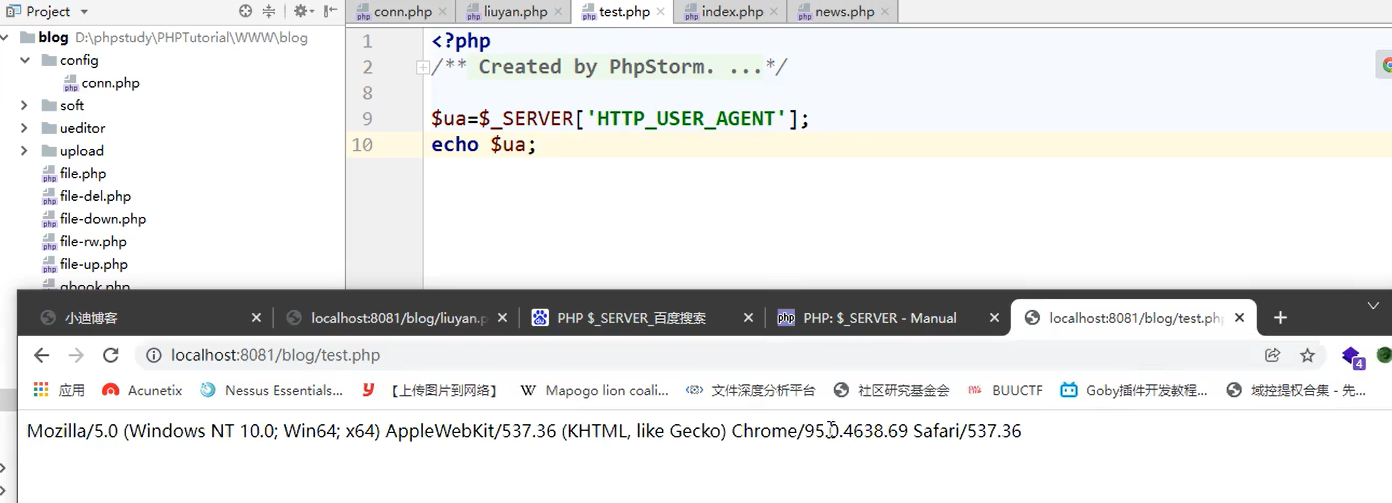 Project
conn.php
liuyan.php
test.php
index.php
news.php
blog D:\phpstudy\PHPTutorial\WWW\blog
config
conn.php
soft
ueditor
upload
file.php
file-del.php
file-down.php
file-rw.php
file-up.php
gbook.php
1 <?php
2 /** Created by PhpStorm. ...*/
8
9 $ua=$_SERVER['HTTP_USER_AGENT'];
10 echo $ua;
小迪博客
localhost:8081/blog/liuyan.p
PHP $_SERVER_百度搜索
PHP: $_SERVER - Manual
localhost:8081/blog/test.php
localhost:8081/blog/test.php
应用
Acunetix
Nessus Essentials...
【上传图片到网络】
Mapogo lion coali...
文件深度分析平台
社区研究基金会
BUUCTF
Goby插件开发教程...
域控提权合集 - 先...
4
Mozilla/5.0 (Windows NT 10.0; Win64; x64) AppleWebKit/537.36 (KHTML, like Gecko) Chrome/95.0.4638.69 Safari/537.36